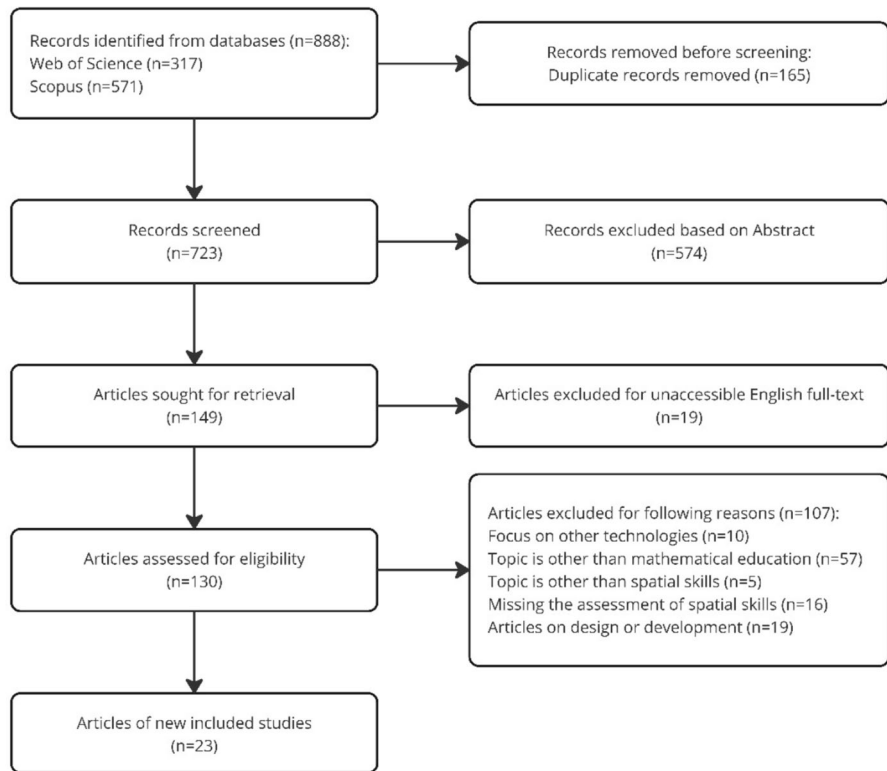 Records identified from databases (n=888):
Web of Science (n=317)
Scopus (n=571)
Records removed before screening:
Duplicate records removed (n=165)
Records screened
(n=723)
Records excluded based on Abstract
(n=574)
Articles sought for retrieval
(n=149)
Articles excluded for unaccessible English full-text
(n=19)
Articles assessed for eligibility
(n=130)
Articles excluded for following reasons (n=107):
Focus on other technologies (n=10)
Topic is other than mathematical education (n=57)
Topic is other than spatial skills (n=5)
Missing the assessment of spatial skills (n=16)
Articles on design or development (n=19)
Articles of new included studies
(n=23)